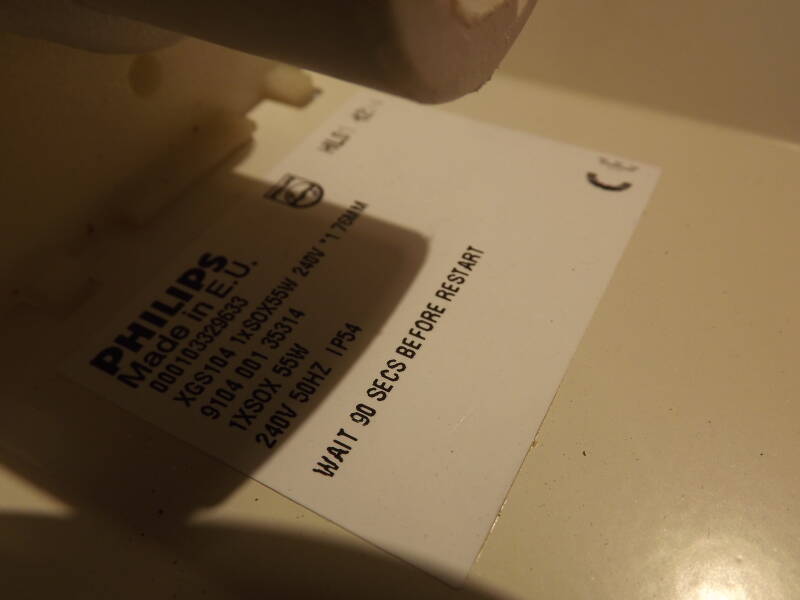 PHILIPS
Made in E.U.
000103329633
XGS104 1xSOX55W 240V *1 76MM
9104 001 35314
1XSOX 55W
240V 50HZ IP54
WAIT 90 SECS BEFORE RESTART
CE